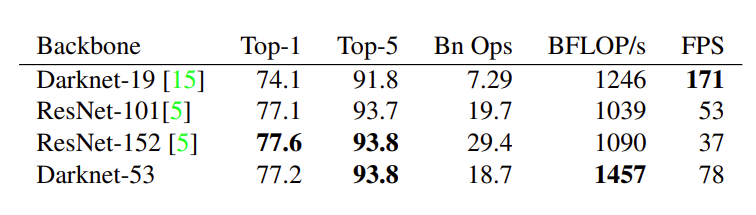 Backbone Top-1 Top-5 Bn Ops BFLOP/s FPS
Darknet-19 [15] 74.1 91.8 7.29 1246 171
ResNet-101[5] 77.1 93.7 19.7 1039 53
ResNet-152 [5] 77.6 93.8 29.4 1090 37
Darknet-53 77.2 93.8 18.7 1457 78